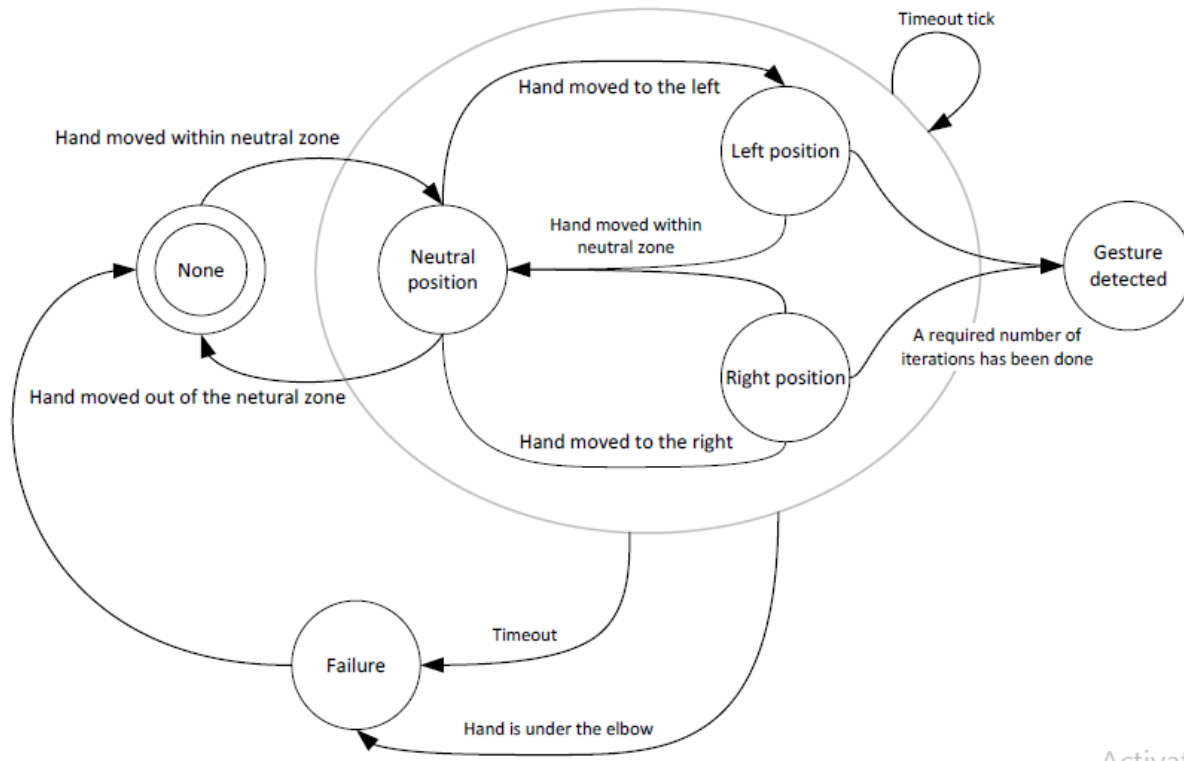 Timeout tick
Hand moved to the left
Hand moved within neutral zone
Left position
Hand moved within
neutral zone
None
Neutral
position
Gesture
detected
A required number of
iterations has been done
Right position
Hand moved out of the netural zone
Hand moved to the right
Timeout
Failure
Hand is under the elbow
Activat